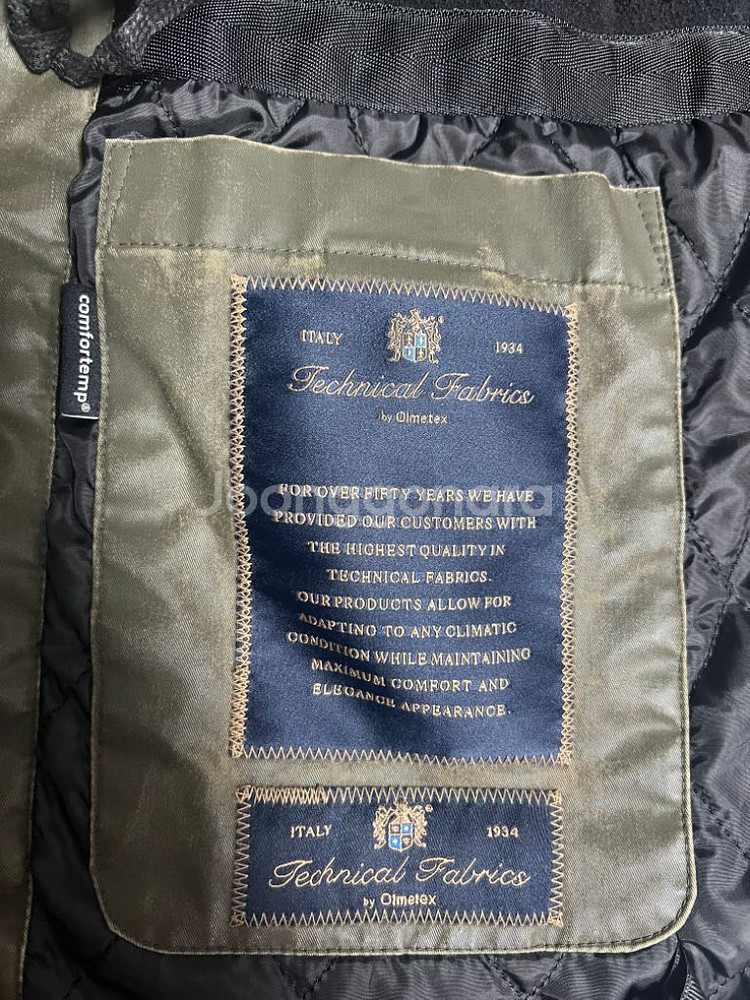 comfortemp®
ITALY 1934
Technical Fabrics
by Olmetex
FOR OVER FIFTY YEARS WE HAVE
PROVIDED OUR CUSTOMERS WITH
THE HIGHEST QUALITY IN
TECHNICAL FABRICS.
OUR PRODUCTS ALLOW FOR
ADAPTING TO ANY CLIMATIC
CONDITION WHILE MAINTAINING
MAXIMUM COMFORT AND
ELEGANCE APPEARANCE.
Joonggonara
ITALY 1934
Technical Fabrics
by Olmetex